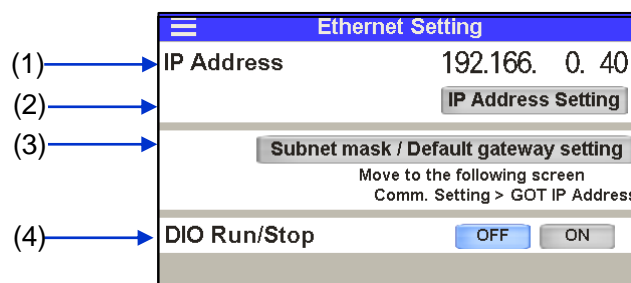 Ethernet Setting
(1) IP Address 192.166. 0. 40
(2) IP Address Setting
(3) Subnet mask / Default gateway setting
Move to the following screen
Comm. Setting > GOT IP Address
(4) DIO Run/Stop OFF ON